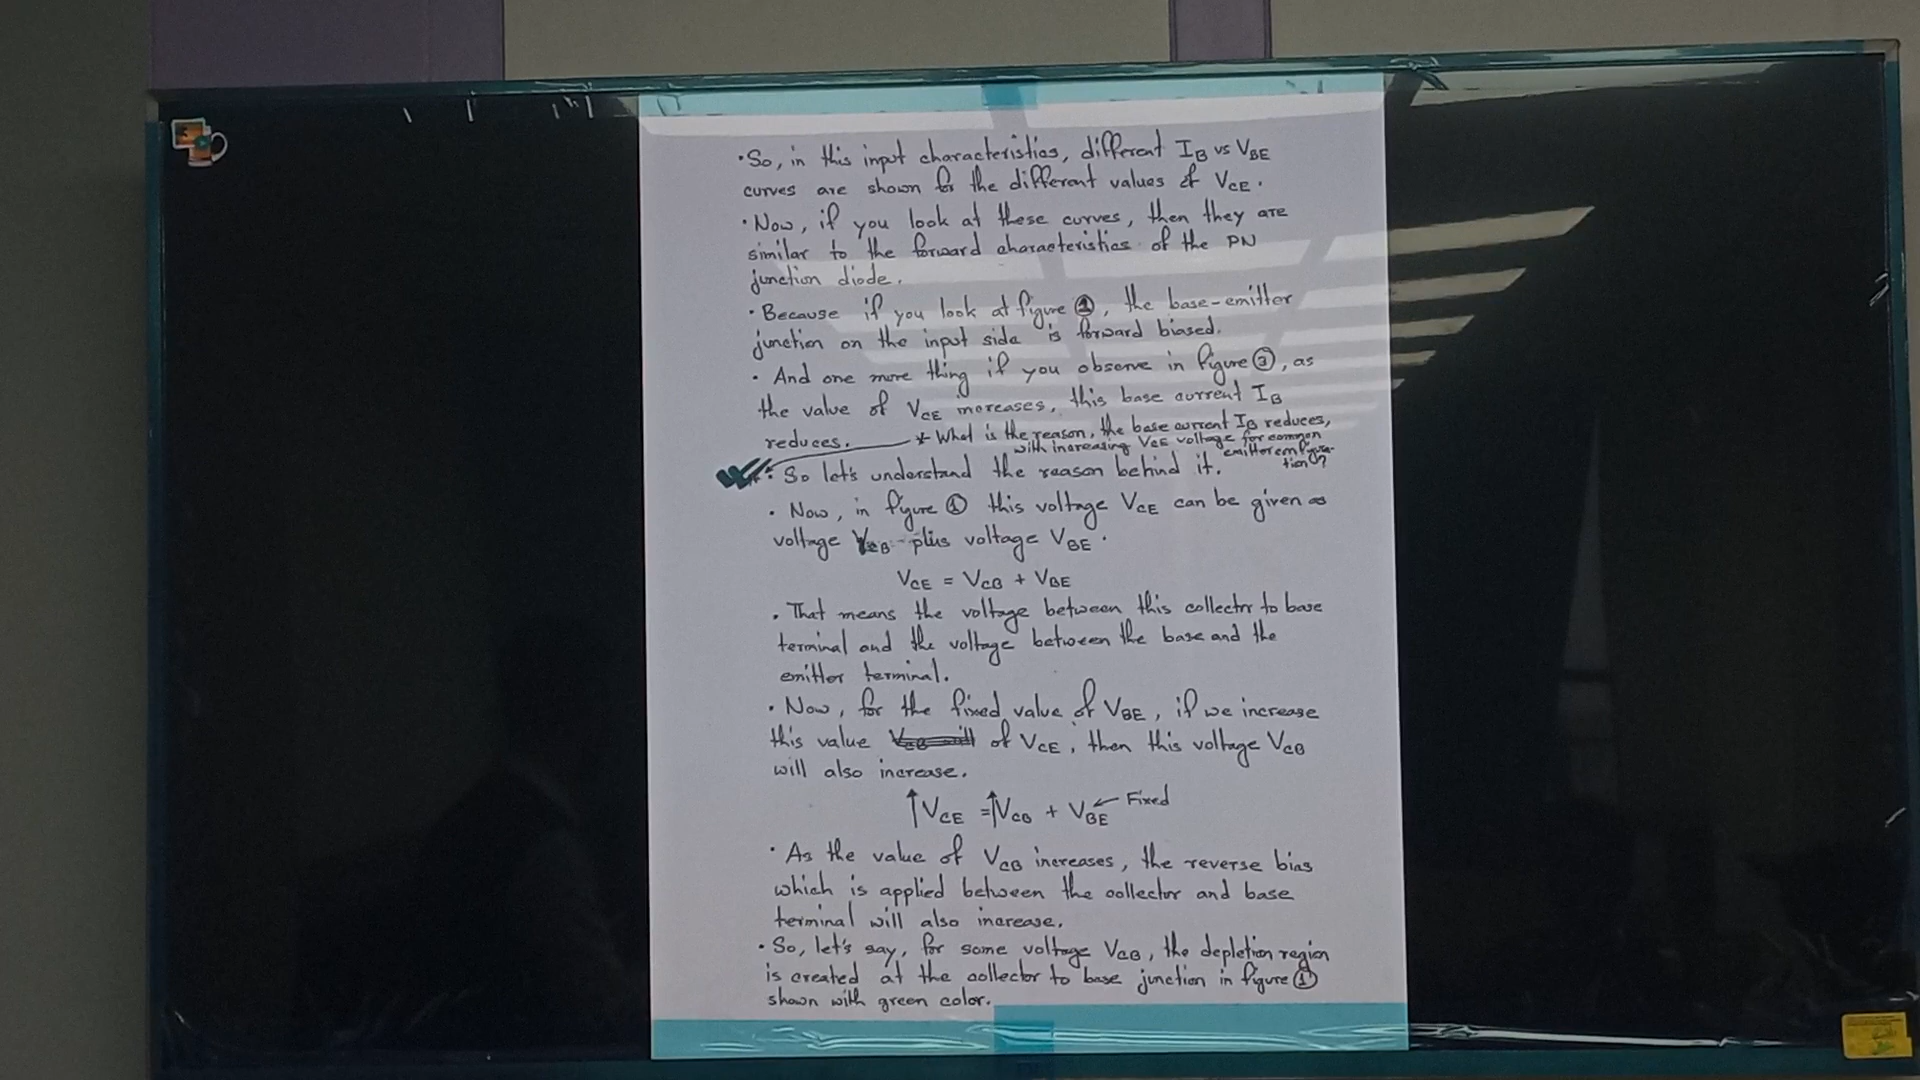 • So, in this input characteristics, different IB vs VBE
curves are shown for the different values of VCE.
• Now, if you look at these curves, then they are
similar to the forward characteristics of the PN
junction diode.
• Because if you look at figure ①, the base-emitter
junction on the input side is forward biased.
• And one more thing if you observe in figure ③, as
the value of VCE increases, this base current IB
reduces.
* What is the reason, the base current IB reduces,
with increasing VCE voltage for common
emitter configura-
tion?
• So let's understand the reason behind it.
• Now, in figure ① this voltage VCE can be given as
voltage VCB plus voltage VBE.
VCE = VCB + VBE
• That means the voltage between this collector to base
terminal and the voltage between the base and the
emitter terminal.
• Now, for the fixed value of VBE, if we increase
this value of VCE, then this voltage VCB
will also increase.
↑VCE = ↑VCB + VBE ← Fixed
• As the value of VCB increases, the reverse bias
which is applied between the collector and base
terminal will also increase.
• So, let's say, for some voltage VCB, the depletion region
is created at the collector to base junction in figure ①
shown with green color.